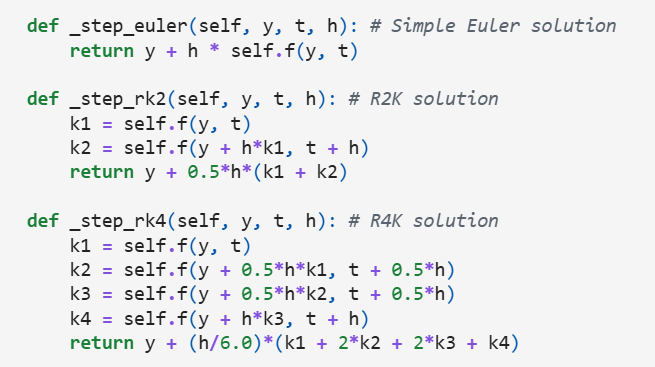 def _step_euler(self, y, t, h): # Simple Euler solution
    return y + h * self.f(y, t)

def _step_rk2(self, y, t, h): # R2K solution
    k1 = self.f(y, t)
    k2 = self.f(y + h*k1, t + h)
    return y + 0.5*h*(k1 + k2)

def _step_rk4(self, y, t, h): # R4K solution
    k1 = self.f(y, t)
    k2 = self.f(y + 0.5*h*k1, t + 0.5*h)
    k3 = self.f(y + 0.5*h*k2, t + 0.5*h)
    k4 = self.f(y + h*k3, t + h)
    return y + (h/6.0)*(k1 + 2*k2 + 2*k3 + k4)